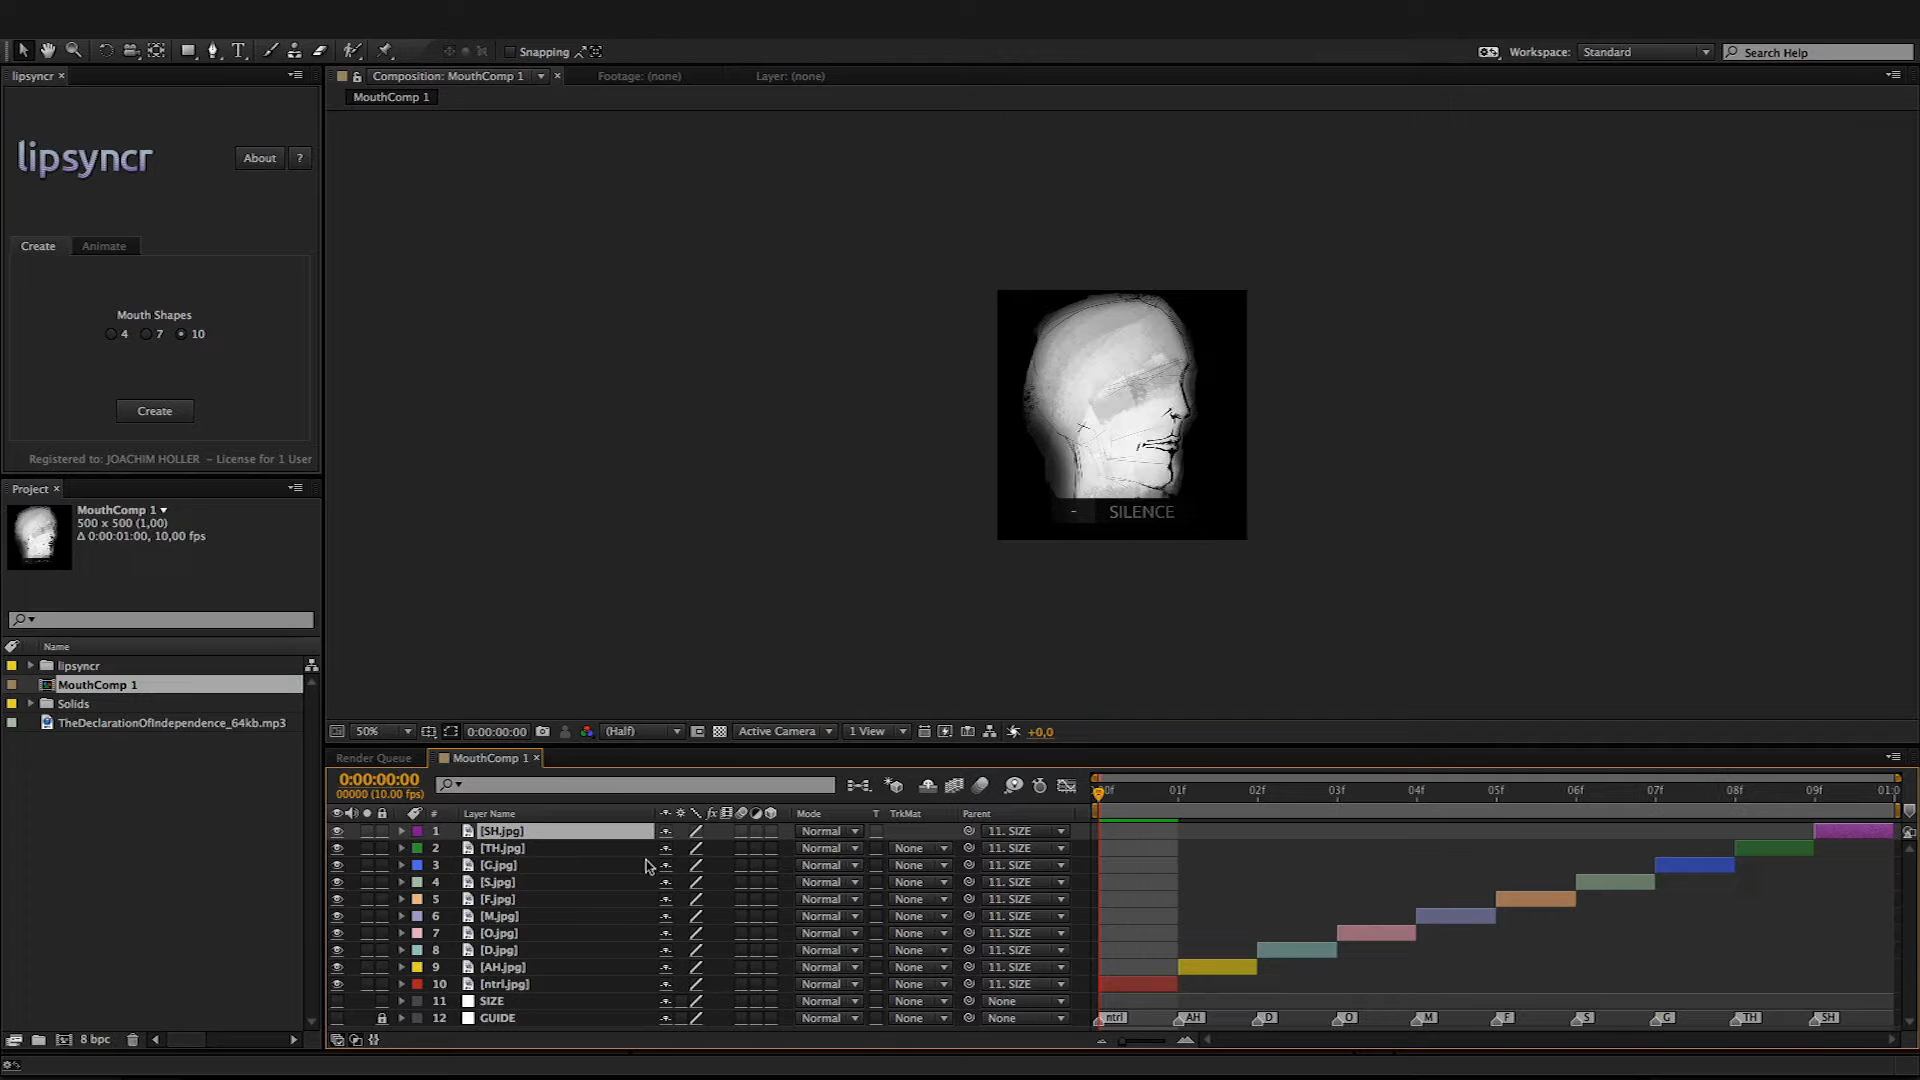 Snapping
Workspace: Standard
Search Help
lipsyncr
Composition: MouthComp 1
Footage: (none)
Layer: (none)
MouthComp 1
lipsyncr
About
?
Create
Animate
Mouth Shapes
4
7
10
Create
Registered to: JOACHIM HOLLER – License for 1 User
Project
MouthComp 1
500 x 500 (1,00)
Δ 0:00:01:00, 10,00 fps
- SILENCE
Name
lipsyncr
MouthComp 1
Solids
TheDeclarationOfIndependence_64kb.mp3
8 bpc
50%
0:00:00:00
(Half)
Active Camera
1 View
+0,0
Render Queue
MouthComp 1
0:00:00:00
00000 (10.00 fps)
0f 01f 02f 03f 04f 05f 06f 07f 08f 09f 01:0
# Layer Name fx Mode T TrkMat Parent
1 [SH.jpg] Normal 11. SIZE
2 [TH.jpg] Normal None 11. SIZE
3 [G.jpg] Normal None 11. SIZE
4 [S.jpg] Normal None 11. SIZE
5 [F.jpg] Normal None 11. SIZE
6 [M.jpg] Normal None 11. SIZE
7 [O.jpg] Normal None 11. SIZE
8 [D.jpg] Normal None 11. SIZE
9 [AH.jpg] Normal None 11. SIZE
10 [ntrl.jpg] Normal None 11. SIZE
11 SIZE Normal None None
12 GUIDE Normal None None
ntrl AH D O M F S G TH SH